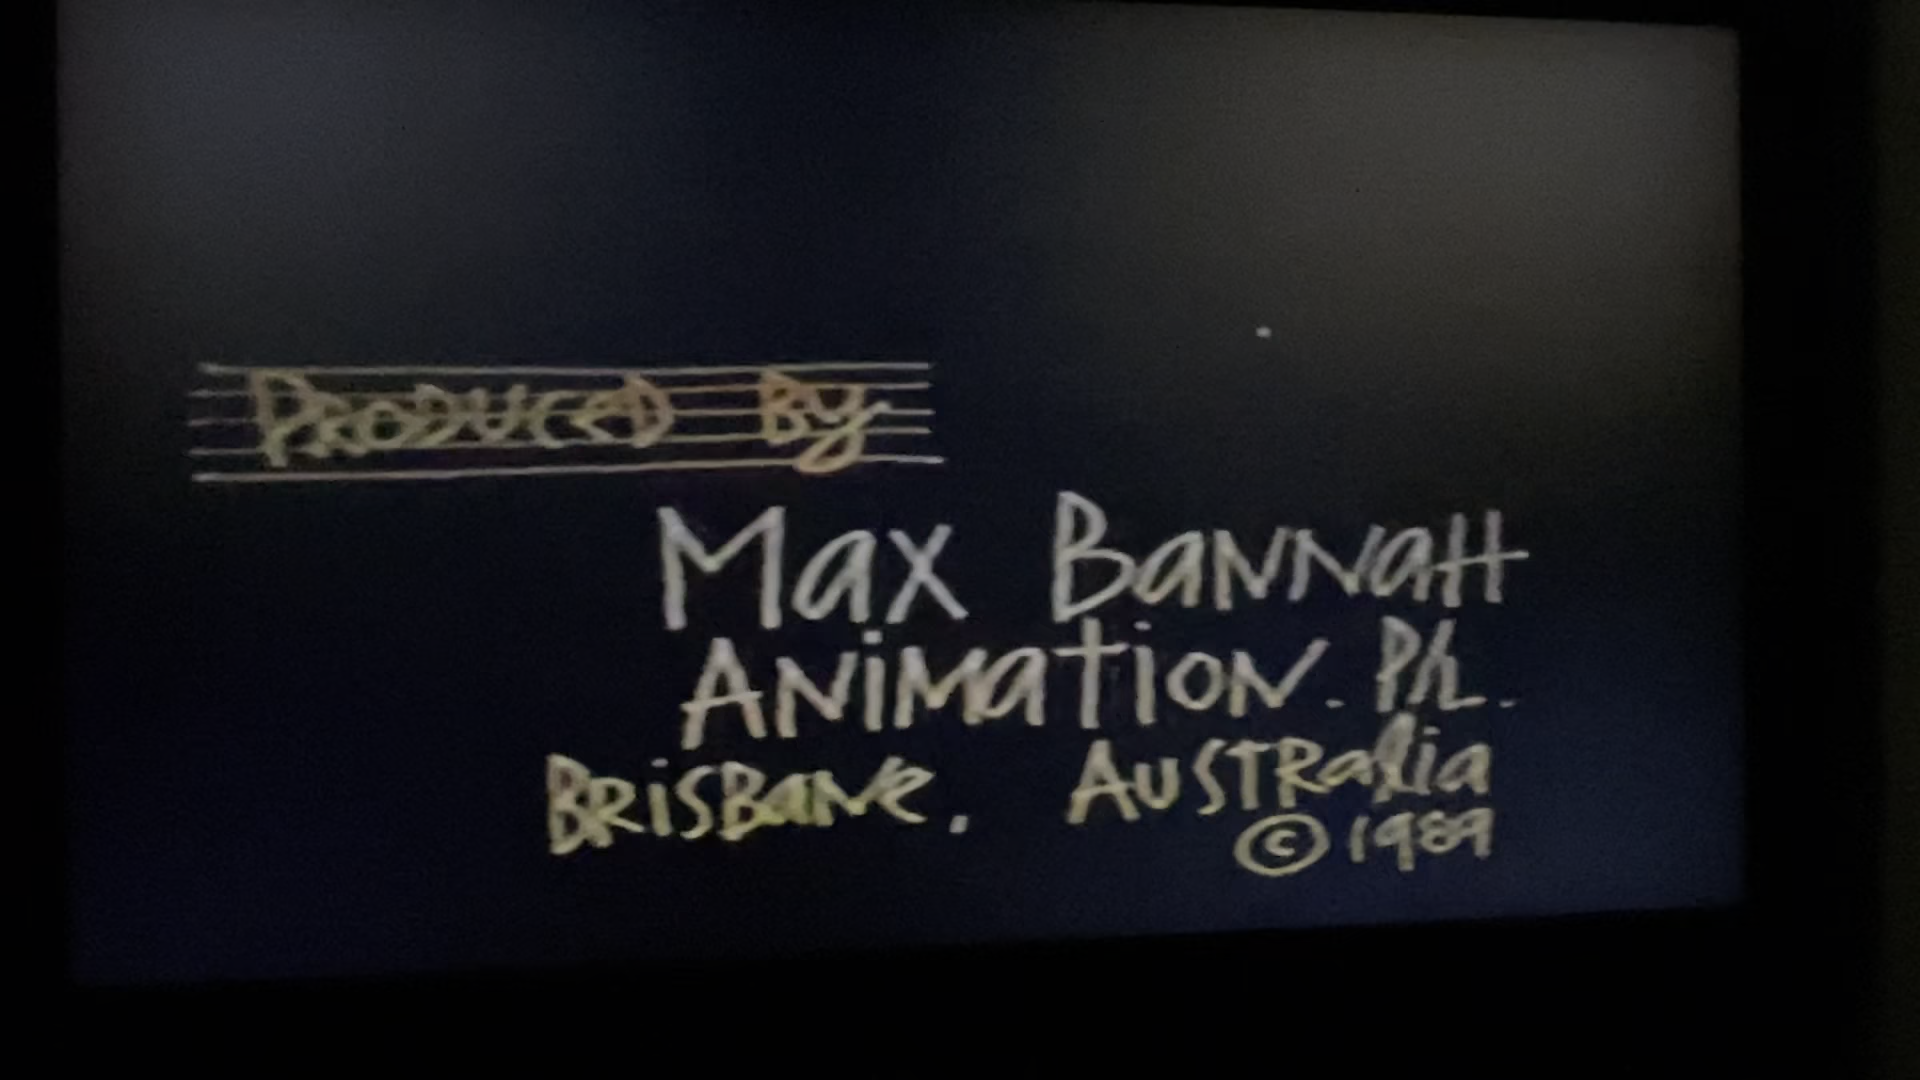 PRODUCED By
Max BaNNaH
ANiMatioN. P/L.
BRiSBaNe. AuSTRalia
© 1989